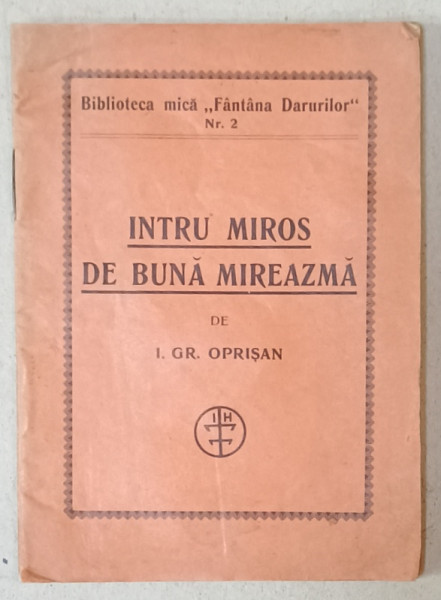 Biblioteca mică „Fântâna Darurilor“
Nr. 2
INTRU MIROS
DE BUNĂ MIREAZMĂ
DE
I. GR. OPRIȘAN
I H